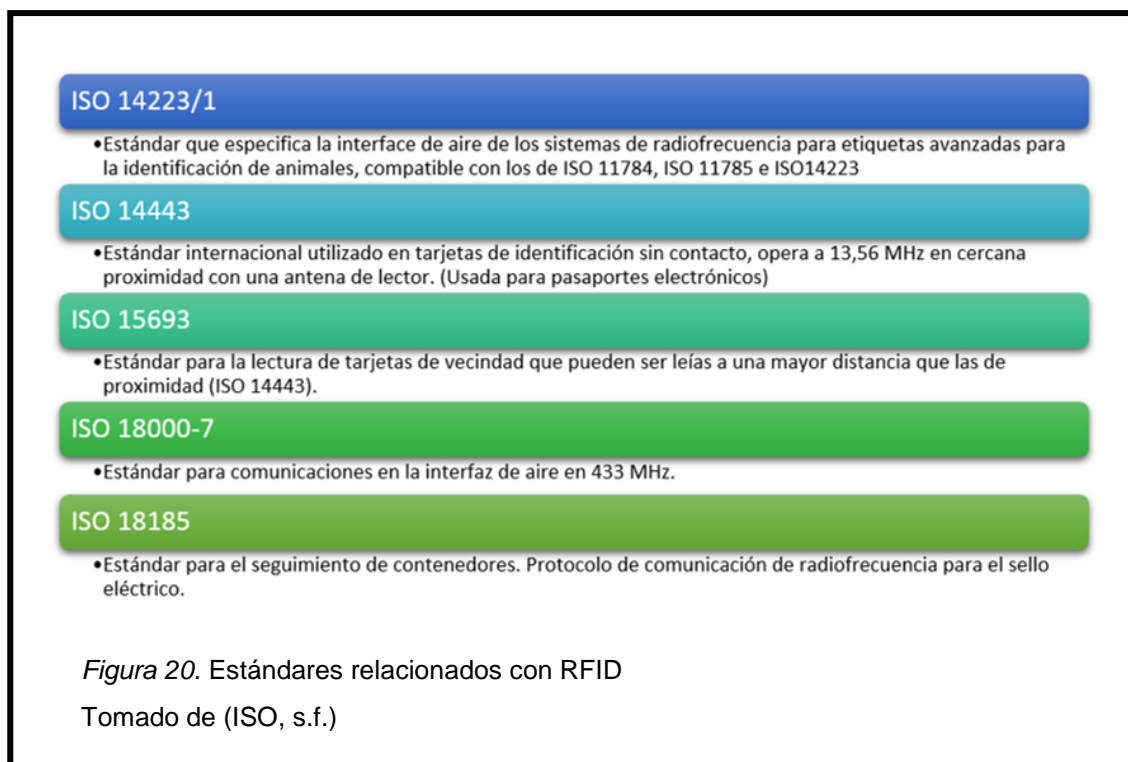 ISO 14223/1
•Estándar que especifica la interface de aire de los sistemas de radiofrecuencia para etiquetas avanzadas para
la identificación de animales, compatible con los de ISO 11784, ISO 11785 e ISO14223
ISO 14443
•Estándar internacional utilizado en tarjetas de identificación sin contacto, opera a 13,56 MHz en cercana
proximidad con una antena de lector. (Usada para pasaportes electrónicos)
ISO 15693
•Estándar para la lectura de tarjetas de vecindad que pueden ser leías a una mayor distancia que las de
proximidad (ISO 14443).
ISO 18000-7
•Estándar para comunicaciones en la interfaz de aire en 433 MHz.
ISO 18185
•Estándar para el seguimiento de contenedores. Protocolo de comunicación de radiofrecuencia para el sello
eléctrico.
Figura 20. Estándares relacionados con RFID
Tomado de (ISO, s.f.)